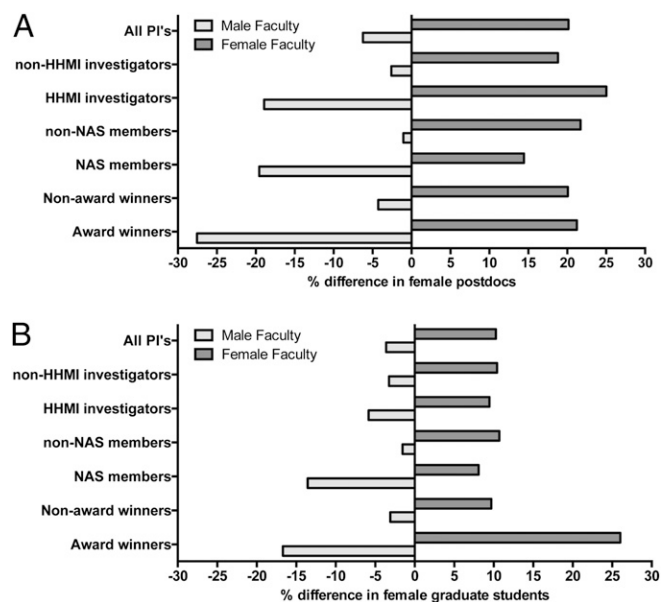 A
Male Faculty
Female Faculty
All PI's
non-HHMI investigators
HHMI investigators
non-NAS members
NAS members
Non-award winners
Award winners
-30 -25 -20 -15 -10 -5 0 5 10 15 20 25 30
% difference in female postdocs
B
Male Faculty
Female Faculty
All PI's
non-HHMI investigators
HHMI investigators
non-NAS members
NAS members
Non-award winners
Award winners
-30 -25 -20 -15 -10 -5 0 5 10 15 20 25 30
% difference in female graduate students